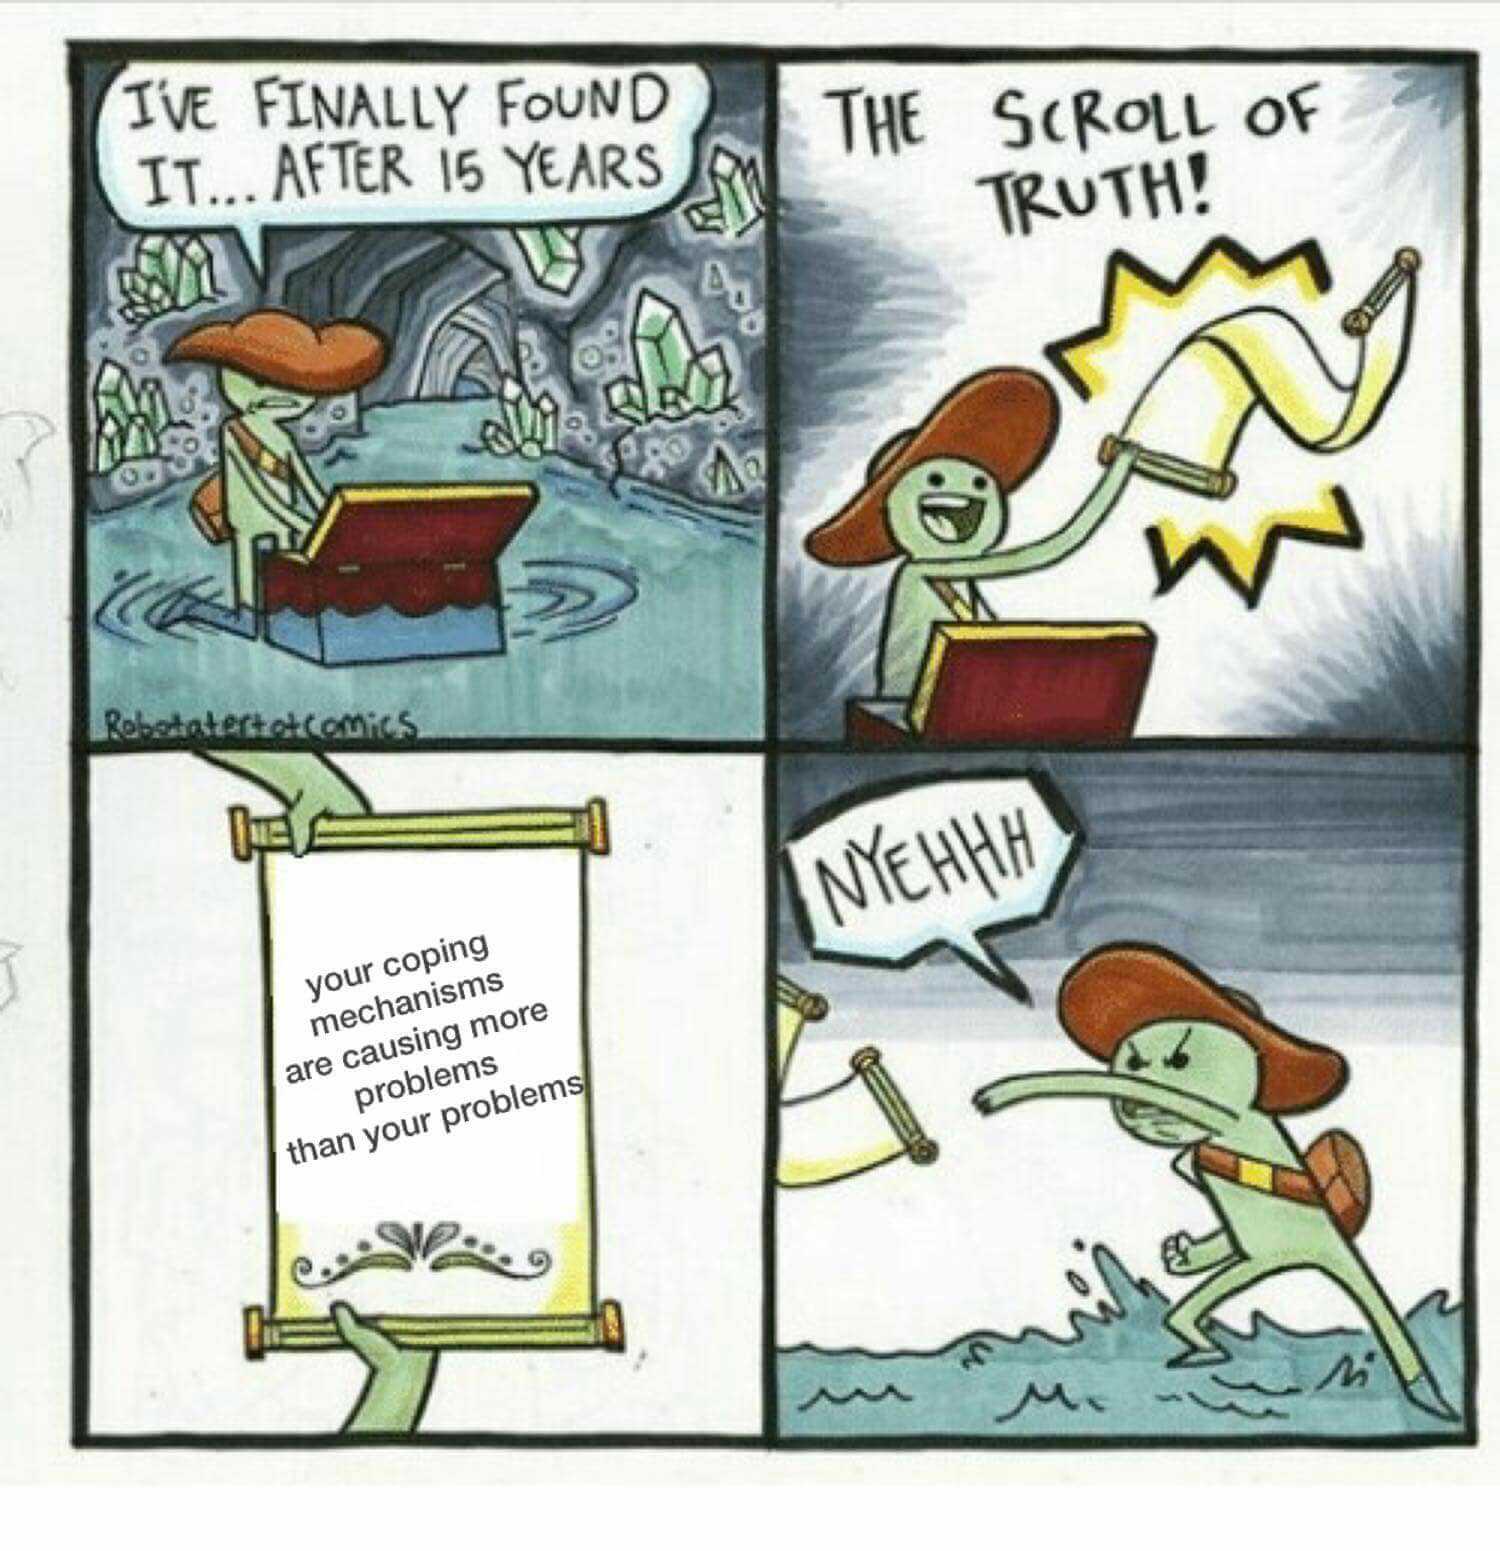 I'VE FINALLY FOUND
IT... AFTER 15 YEARS
THE SCROLL OF
TRUTH!
Robotatertotcomics
your coping
mechanisms
are causing more
problems
than your problems
NYEHHH